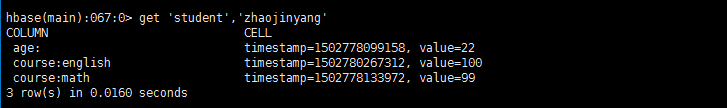 hbase(main):067:0> get 'student','zhaojinyang'
COLUMN                          CELL
 age:                           timestamp=1502778099158, value=22
 course:english                 timestamp=1502780267312, value=100
 course:math                    timestamp=1502778133972, value=99
3 row(s) in 0.0160 seconds